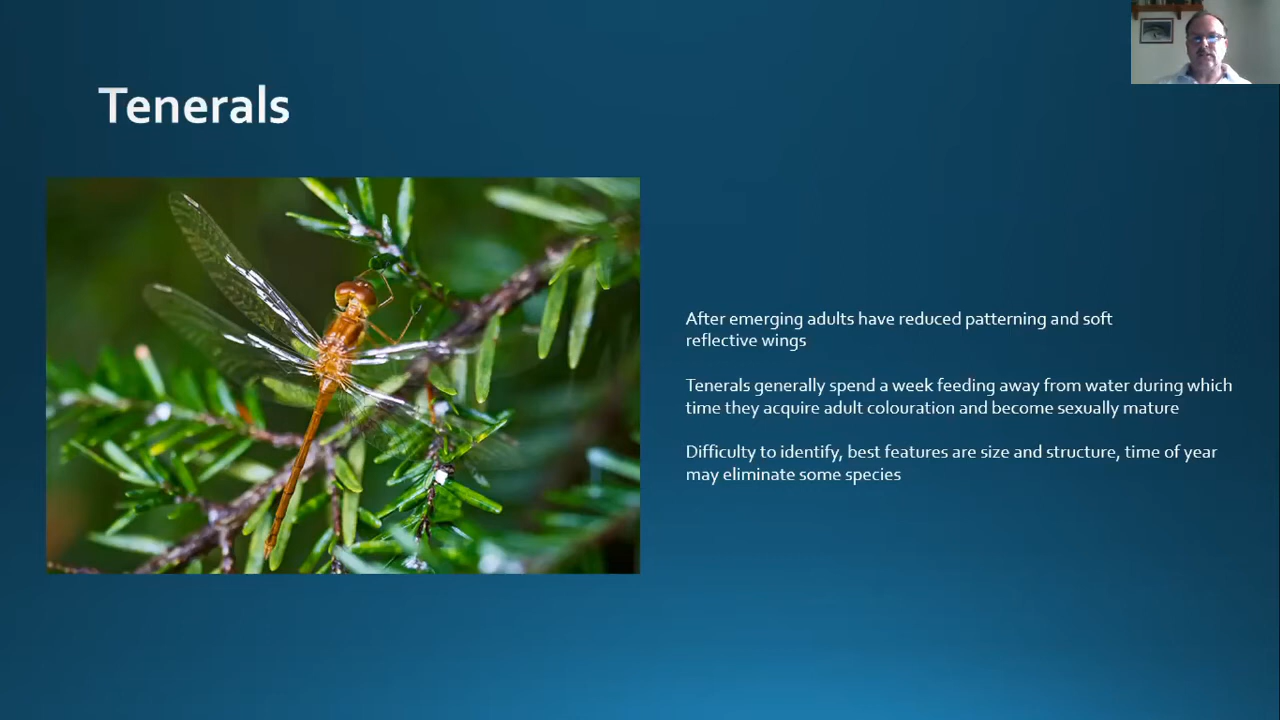 Tenerals
After emerging adults have reduced patterning and soft
reflective wings
Tenerals generally spend a week feeding away from water during which
time they acquire adult colouration and become sexually mature
Difficulty to identify, best features are size and structure, time of year
may eliminate some species